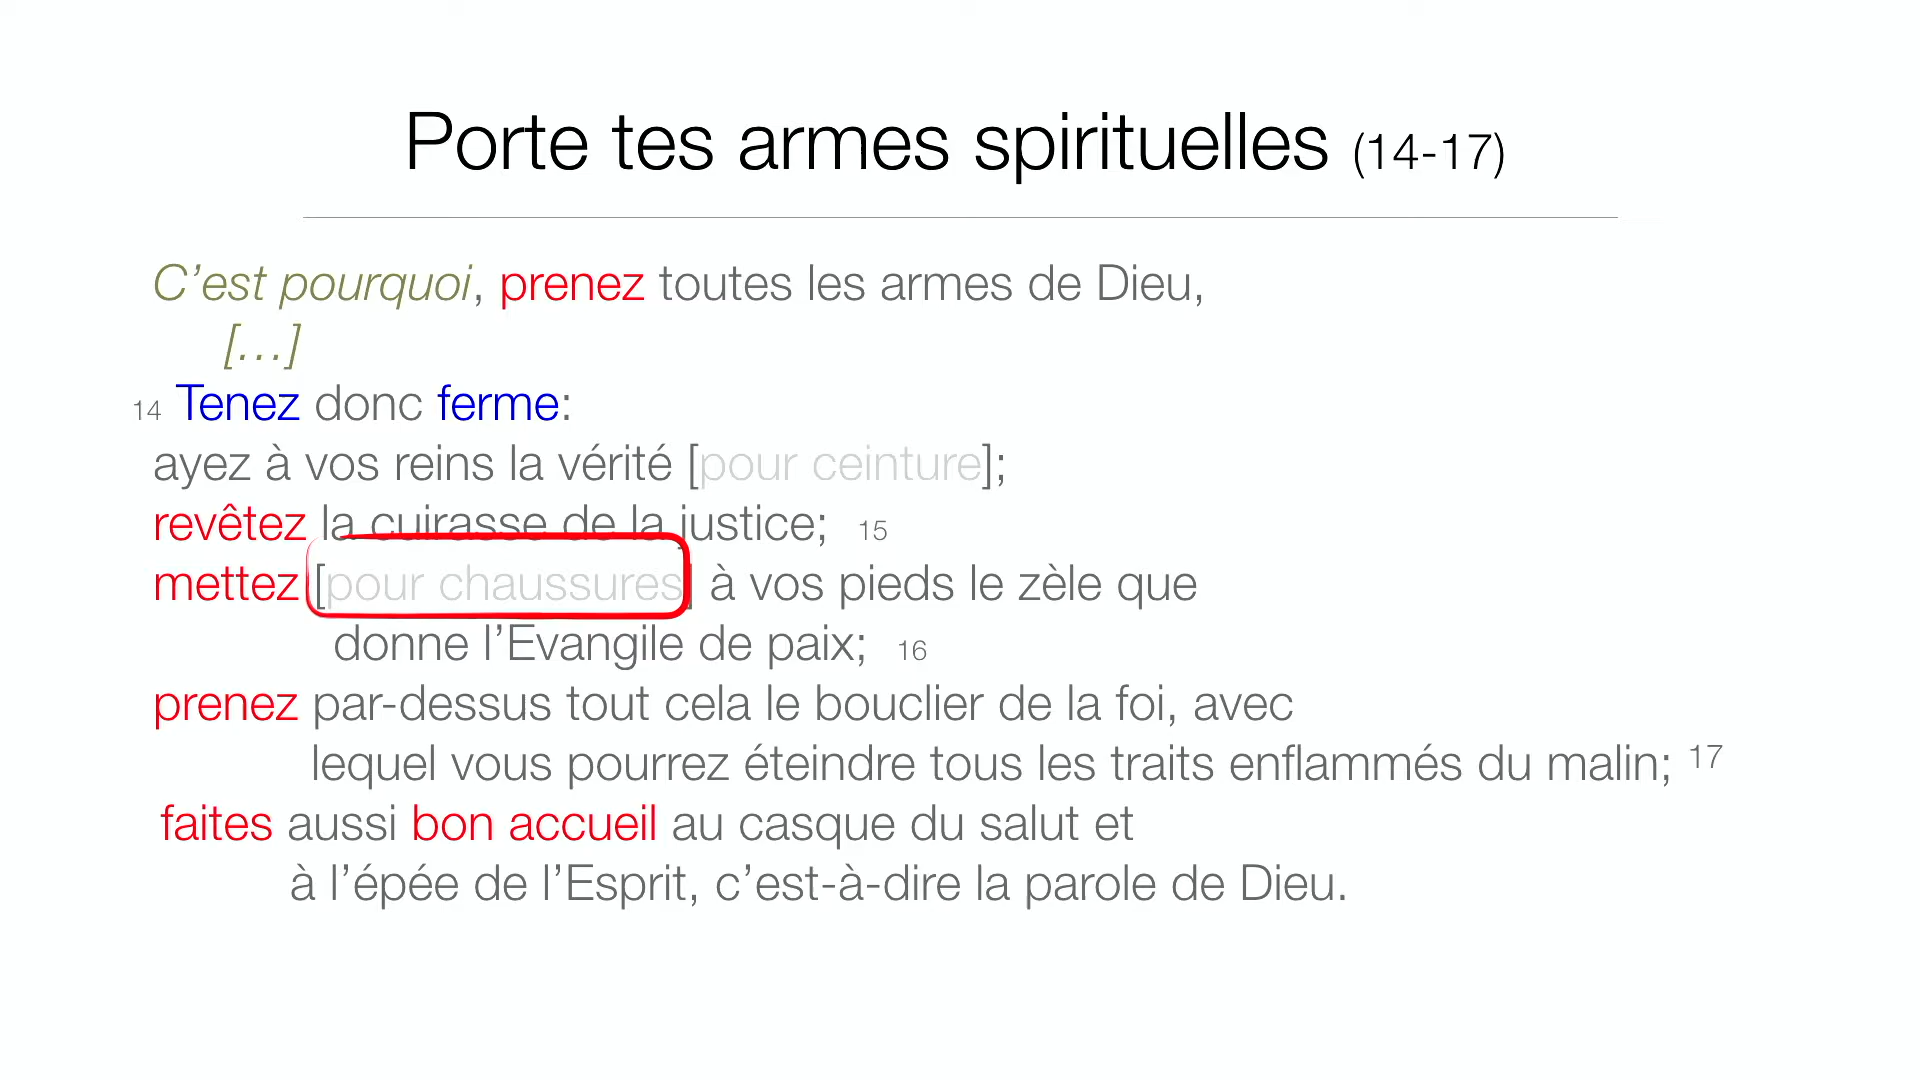 Porte tes armes spirituelles (14-17)
C’est pourquoi, prenez toutes les armes de Dieu,
[…]
14 Tenez donc ferme:
ayez à vos reins la vérité [pour ceinture];
revêtez la cuirasse de la justice; 15
mettez [pour chaussures] à vos pieds le zèle que
donne l’Evangile de paix; 16
prenez par-dessus tout cela le bouclier de la foi, avec
lequel vous pourrez éteindre tous les traits enflammés du malin; 17
faites aussi bon accueil au casque du salut et
à l’épée de l’Esprit, c’est-à-dire la parole de Dieu.